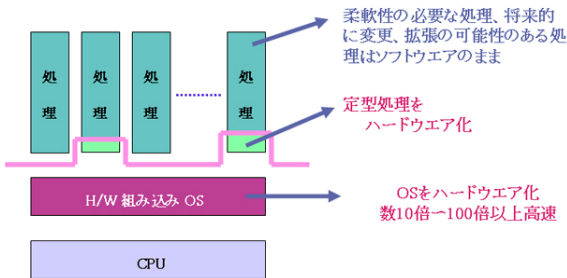 柔軟性の必要な処理、将来的
に変更、拡張の可能性のある処
理はソフトウエアのまま
処理
処理
処理
処理
定型処理を
ハードウエア化
H/W 組み込み OS
OSをハードウエア化
数10倍ー100倍以上高速
CPU